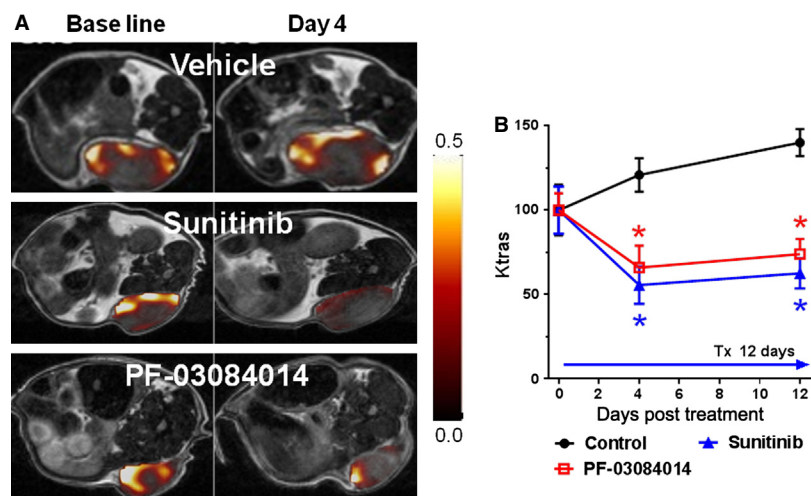 A
Base line Day 4
Vehicle
Sunitinib
PF-03084014
0.5
0.0
B
150
100
50
0
Ktras
* *
* *
Tx 12 days
0 2 4 6 8 10 12
Days post treatment
Control Sunitinib
PF-03084014